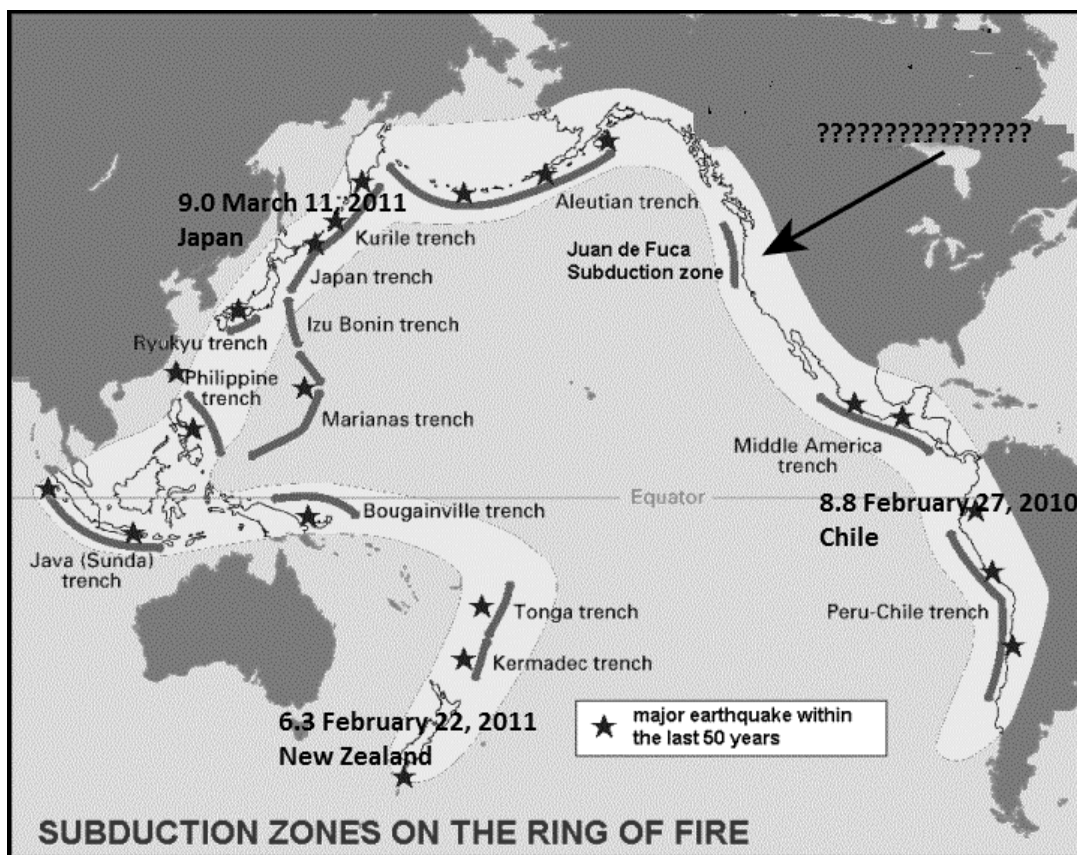 ????????????????
9.0 March 11, 2011
Japan
Aleutian trench
Kurile trench
Juan de Fuca
Subduction zone
Japan trench
Izu Bonin trench
Ryukyu trench
Philippine
trench
Marianas trench
Middle America
trench
Equator
8.8 February 27, 2010
Chile
Bougainville trench
Java (Sunda)
trench
Tonga trench
Peru-Chile trench
Kermadec trench
6.3 February 22, 2011
New Zealand
major earthquake within
the last 50 years
SUBDUCTION ZONES ON THE RING OF FIRE